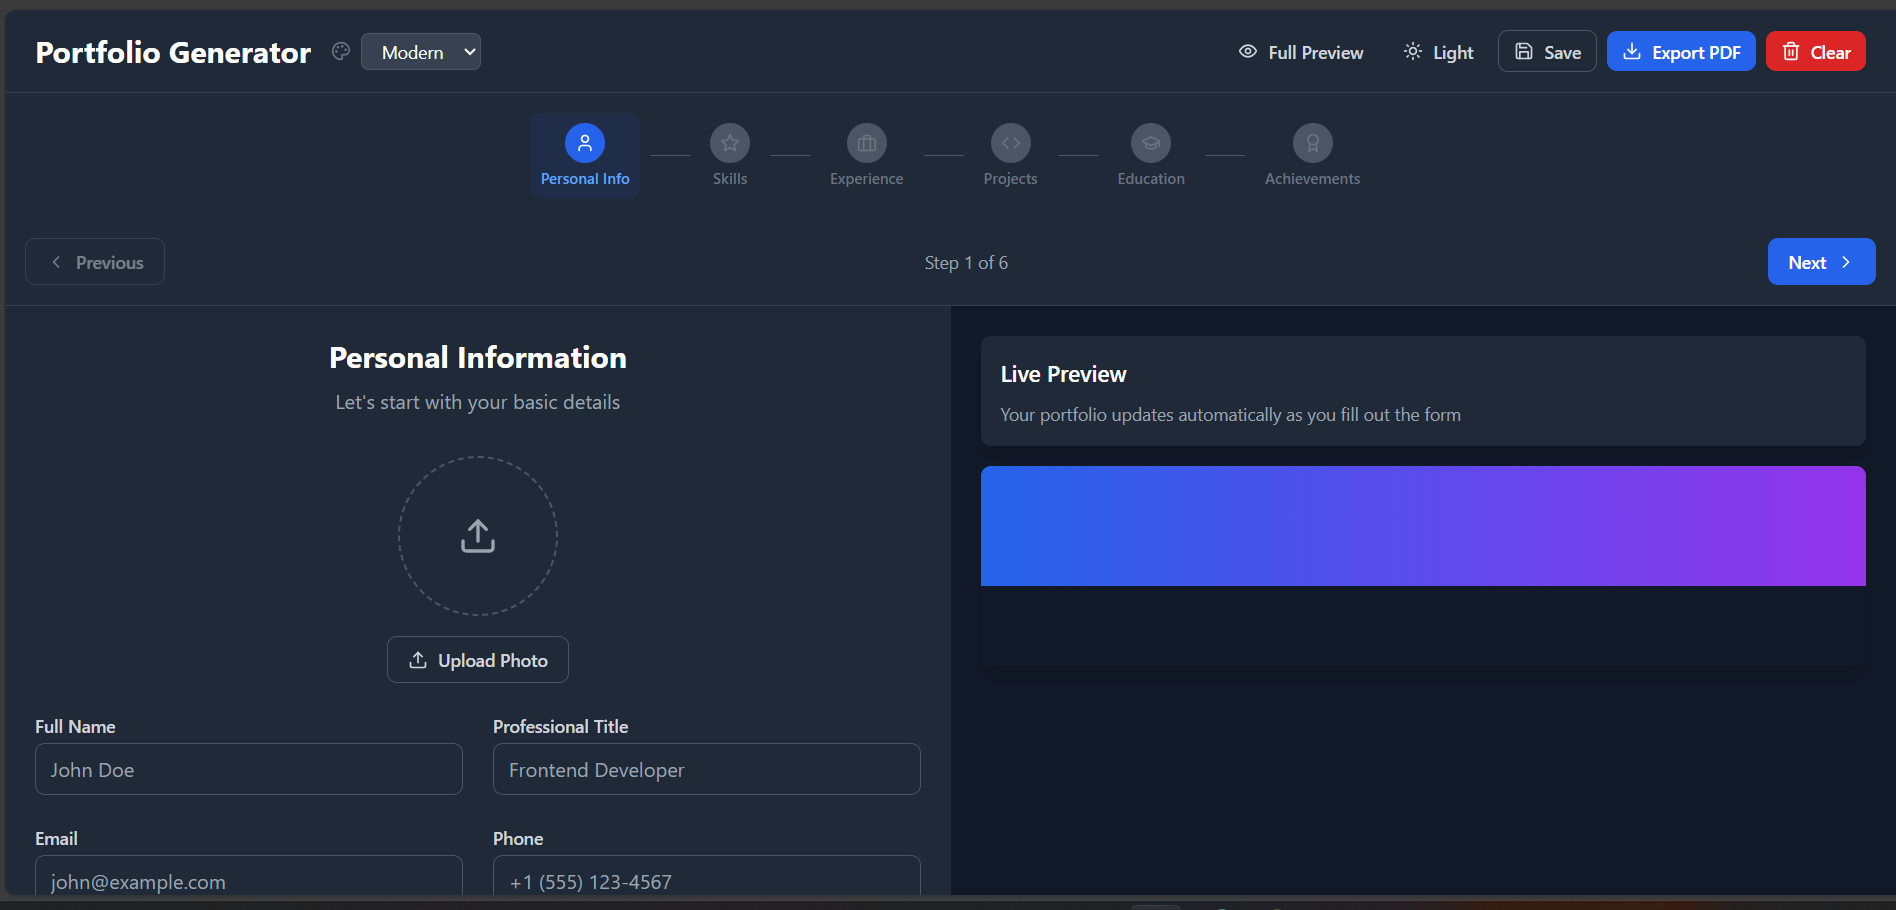 Portfolio Generator
Modern
Full Preview
Light
Save
Export PDF
Clear
Personal Info
Skills
Experience
Projects
Education
Achievements
Previous
Step 1 of 6
Next
Personal Information
Let's start with your basic details
Upload Photo
Full Name
Professional Title
John Doe
Frontend Developer
Email
Phone
john@example.com
+1 (555) 123-4567
Live Preview
Your portfolio updates automatically as you fill out the form